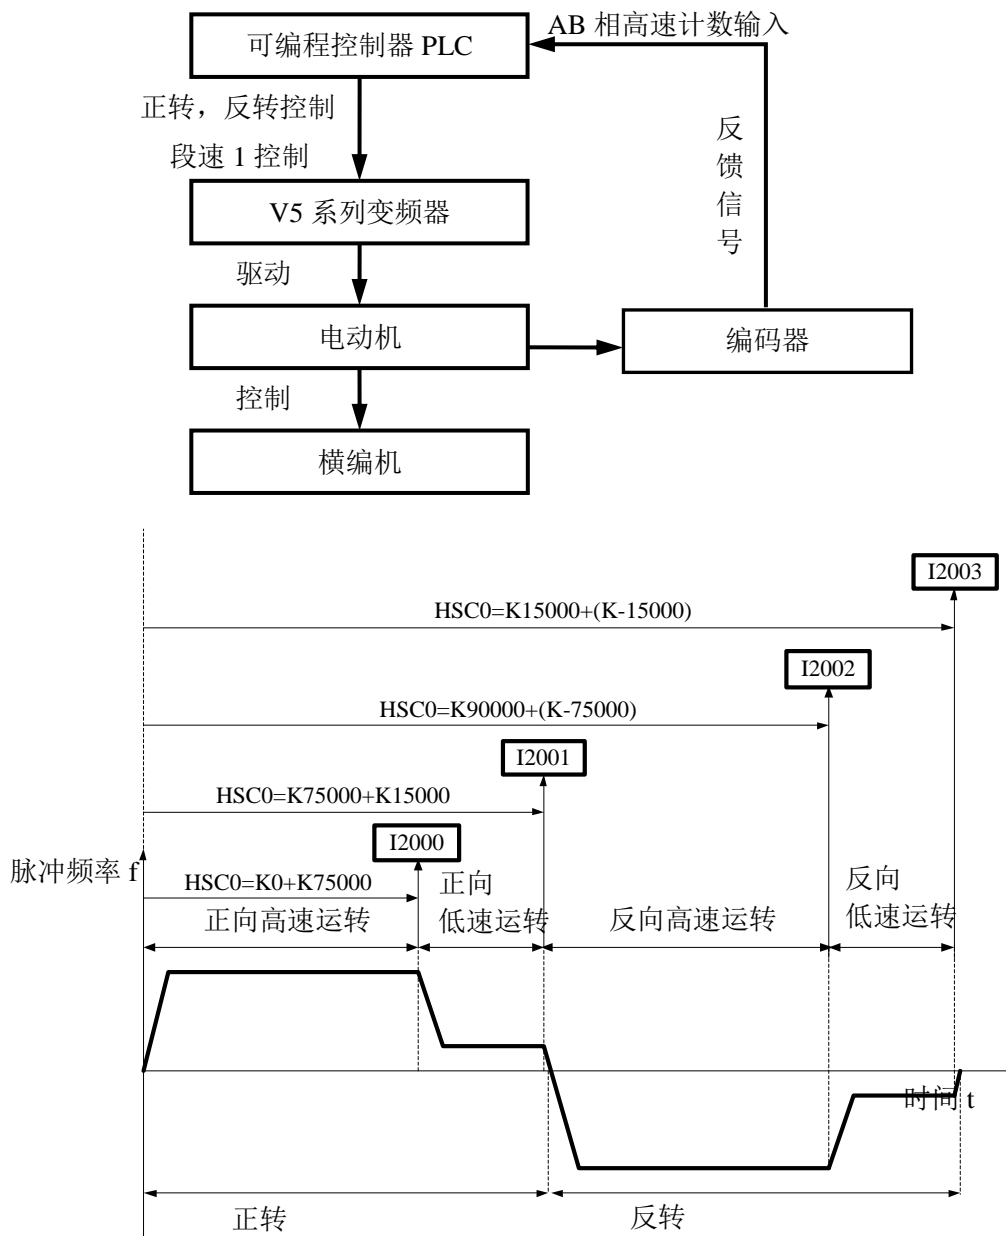 AB 相高速计数输入
可编程控制器 PLC
正转，反转控制
段速 1 控制
反馈信号
V5 系列变频器
驱动
电动机
编码器
控制
横编机
I2003
HSC0=K15000+(K-15000)
I2002
HSC0=K90000+(K-75000)
I2001
HSC0=K75000+K15000
I2000
脉冲频率 f
HSC0=K0+K75000
正向高速运转
正向
低速运转
反向高速运转
反向
低速运转
时间 t
正转
反转